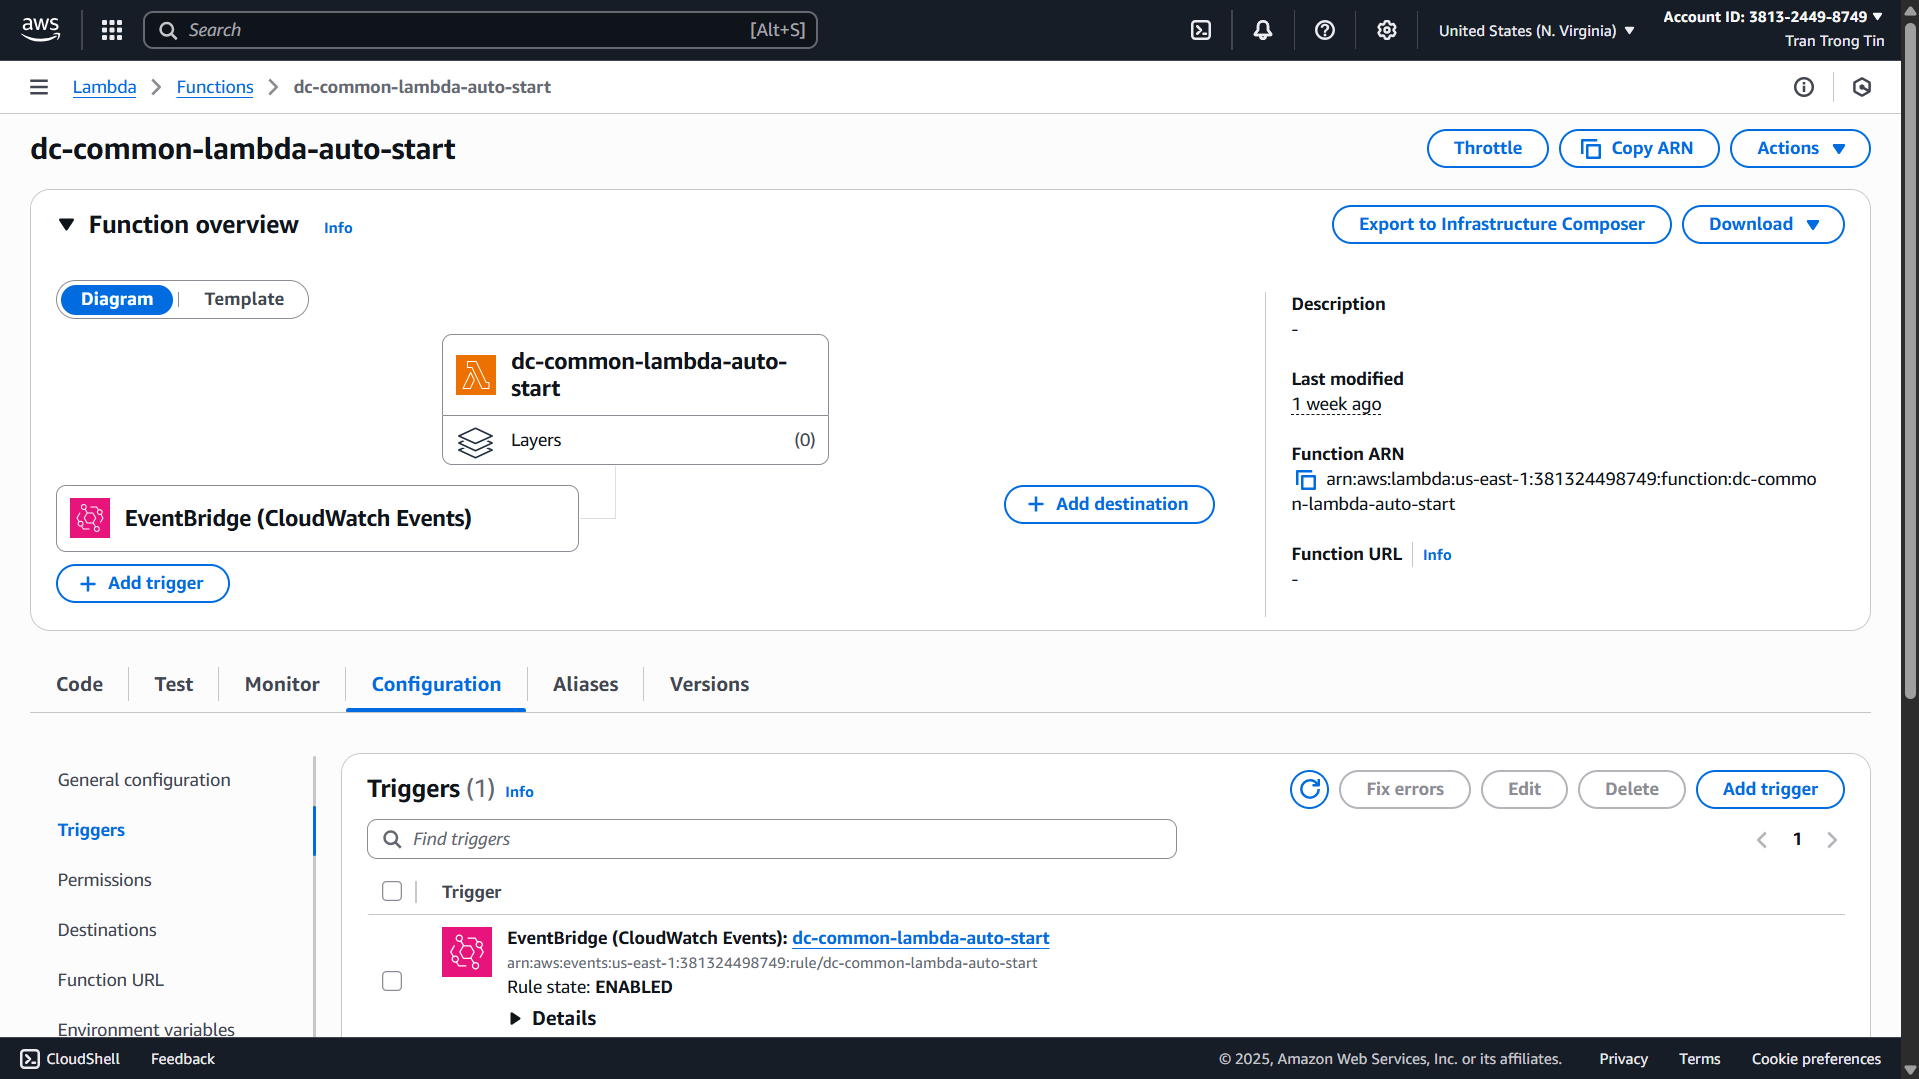 aws
Search
[Alt+S]
United States (N. Virginia)
Account ID: 3813-2449-8749
Tran Trong Tin
Lambda
Functions
dc-common-lambda-auto-start
dc-common-lambda-auto-start
Throttle
Copy ARN
Actions
Function overview
Info
Export to Infrastructure Composer
Download
Diagram
Template
dc-common-lambda-auto-
start
Layers
(0)
EventBridge (CloudWatch Events)
Add trigger
Add destination
Description
-
Last modified
1 week ago
Function ARN
arn:aws:lambda:us-east-1:381324498749:function:dc-commo
n-lambda-auto-start
Function URL
Info
-
Code
Test
Monitor
Configuration
Aliases
Versions
General configuration
Triggers
Permissions
Destinations
Function URL
Environment variables
Triggers (1)
Info
Fix errors
Edit
Delete
Add trigger
Find triggers
1
Trigger
EventBridge (CloudWatch Events): dc-common-lambda-auto-start
arn:aws:events:us-east-1:381324498749:rule/dc-common-lambda-auto-start
Rule state: ENABLED
Details
CloudShell
Feedback
© 2025, Amazon Web Services, Inc. or its affiliates.
Privacy
Terms
Cookie preferences